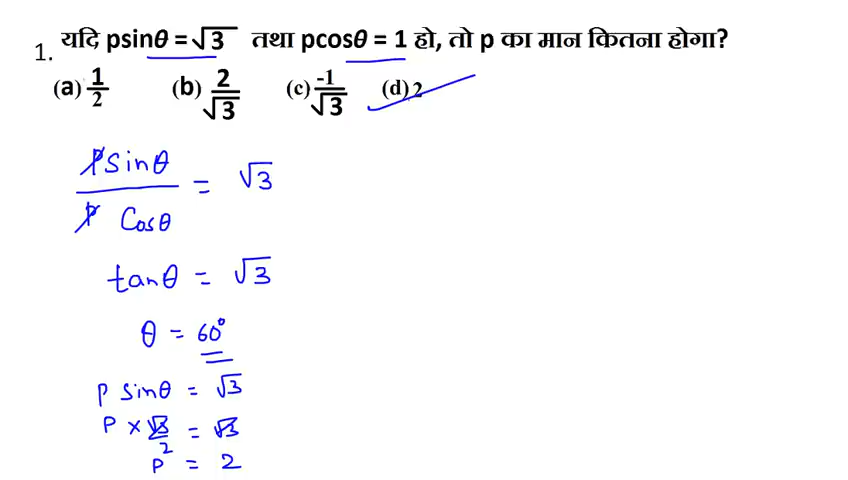 1. यदि psinθ = √3 तथा pcosθ = 1 हो, तो p का मान कितना होगा?
(a) 1/2 (b) 2/√3 (c) -1/√3 (d) 2
psinθ/p cosθ = √3
tanθ = √3
θ = 60°
p sinθ = √3
p × √3/2 = √3
p = 2